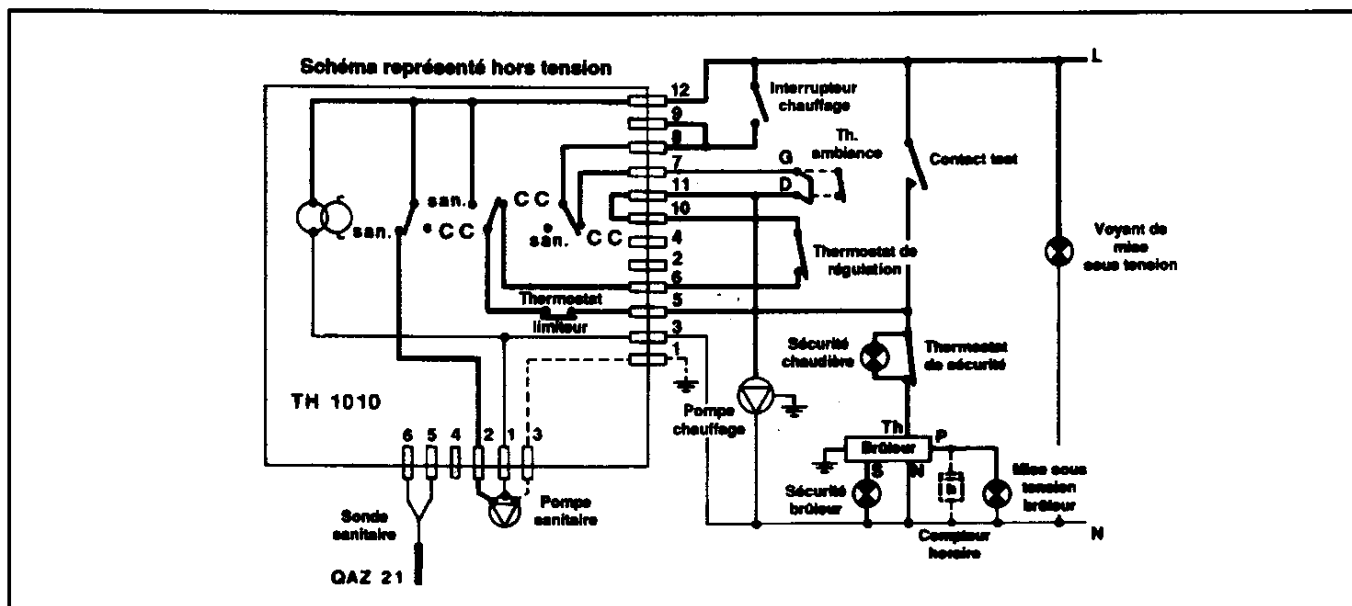 Schéma représenté hors tension
L
12
Interrupteur
chauffage
9
8
Th.
ambiance
7
G
Contact test
11
D
san.
C C
10
san.
C C
san.
C C
4
Voyant de
mise
sous tension
2
Thermostat de
régulation
6
Thermostat
limiteur
5
3
Sécurité
chaudière
Thermostat
de sécurité
1
TH 1010
Pompe
chauffage
Th
P
6 5 4 2 1 3
Brûleur
S
N
Mise sous
tension
brûleur
h
Sécurité
brûleur
Pompe
sanitaire
Sonde
sanitaire
Compteur
horaire
N
QAZ 21